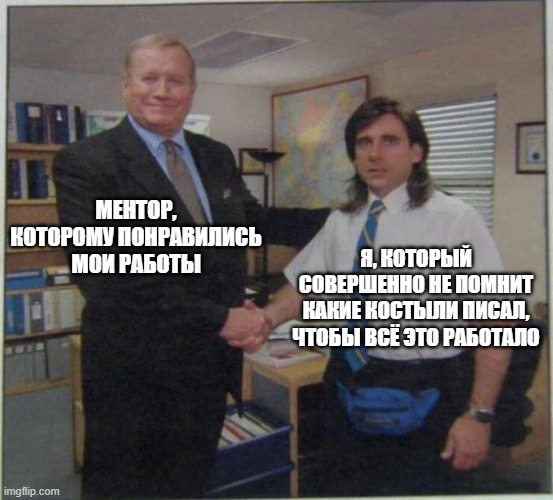 МЕНТОР,
КОТОРОМУ ПОНРАВИЛИСЬ
МОИ РАБОТЫ
Я, КОТОРЫЙ
СОВЕРШЕННО НЕ ПОМНИТ
КАКИЕ КОСТЫЛИ ПИСАЛ,
ЧТОБЫ ВСЁ ЭТО РАБОТАЛО
imgflip.com